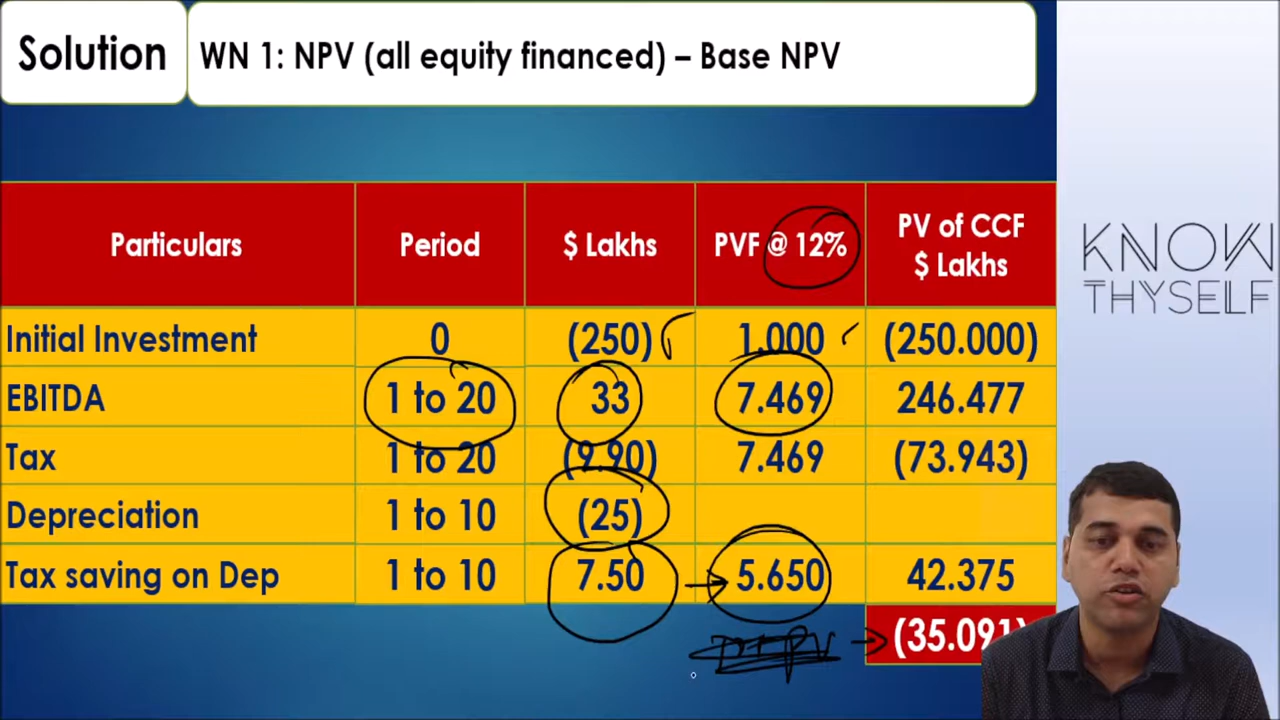 Solution
WN 1: NPV (all equity financed) – Base NPV
Particulars Period $ Lakhs PVF @ 12% PV of CCF
$ Lakhs
Initial Investment 0 (250) 1.000 (250.000)
EBITDA 1 to 20 33 7.469 246.477
Tax 1 to 20 (9.90) 7.469 (73.943)
Depreciation 1 to 10 (25)
Tax saving on Dep 1 to 10 7.50 5.650 42.375
(35.091)
KNOW
THYSELF